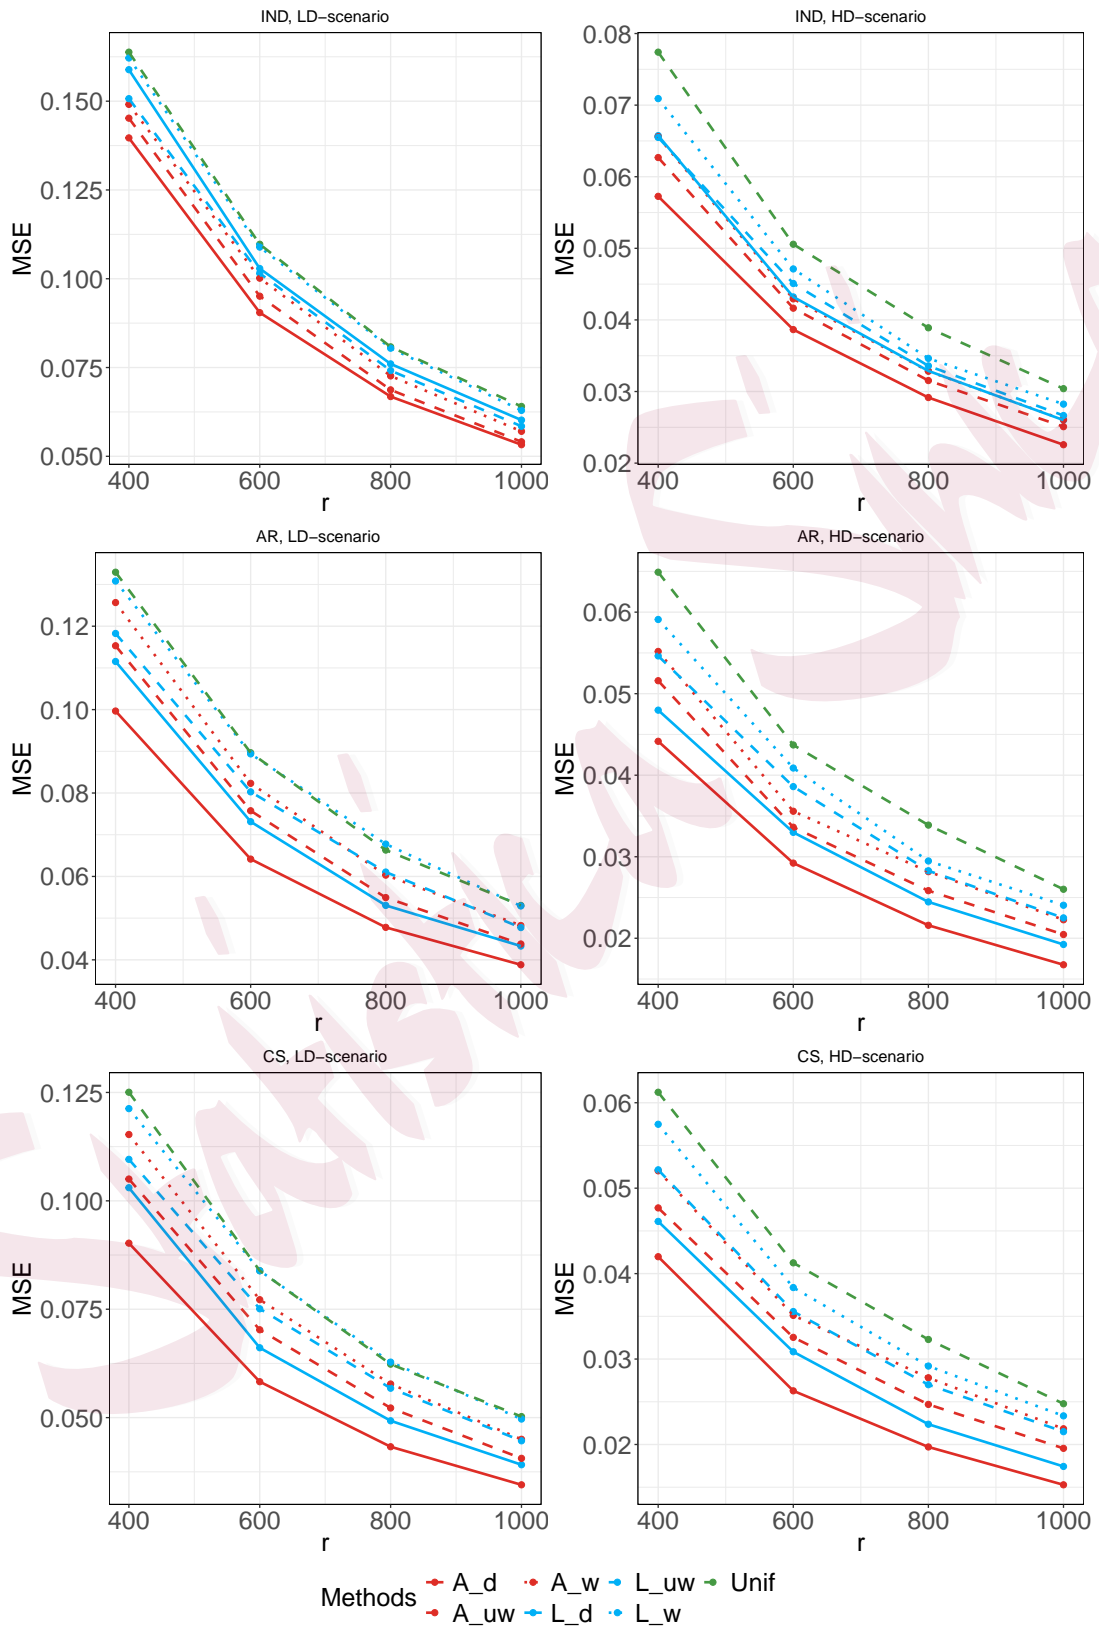 IND, LD−scenario
0.150
0.125
0.100
0.075
0.050
MSE
400 600 800 1000
r
IND, HD−scenario
0.08
0.07
0.06
0.05
0.04
0.03
0.02
MSE
400 600 800 1000
r
AR, LD−scenario
0.12
0.10
0.08
0.06
0.04
MSE
400 600 800 1000
r
AR, HD−scenario
0.06
0.05
0.04
0.03
0.02
MSE
400 600 800 1000
r
CS, LD−scenario
0.125
0.100
0.075
0.050
MSE
400 600 800 1000
r
CS, HD−scenario
0.06
0.05
0.04
0.03
0.02
MSE
400 600 800 1000
r
Methods A_d A_w L_uw Unif
A_uw L_d L_w